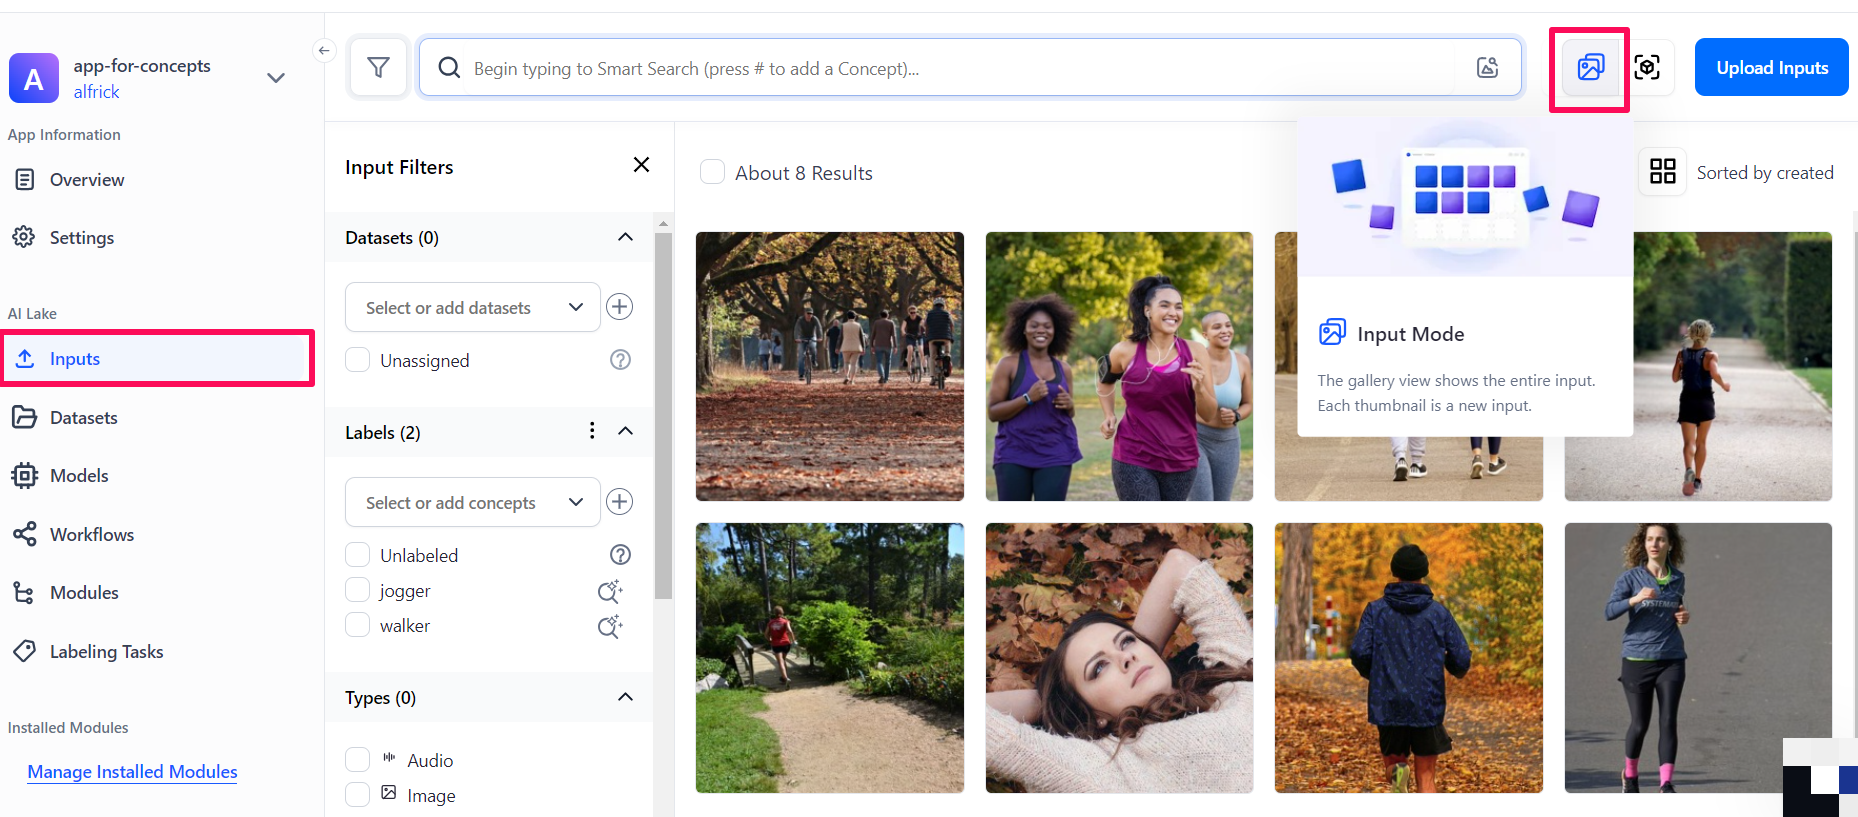 A
app-for-concepts
alfrick
App Information
Overview
Settings
AI Lake
Inputs
Datasets
Models
Workflows
Modules
Labeling Tasks
Installed Modules
Manage Installed Modules
Begin typing to Smart Search (press # to add a Concept)...
Upload Inputs
Input Filters
Datasets (0)
Select or add datasets
Unassigned
Labels (2)
Select or add concepts
Unlabeled
jogger
walker
Types (0)
Audio
Image
About 8 Results
Sorted by created
Input Mode
The gallery view shows the entire input.
Each thumbnail is a new input.